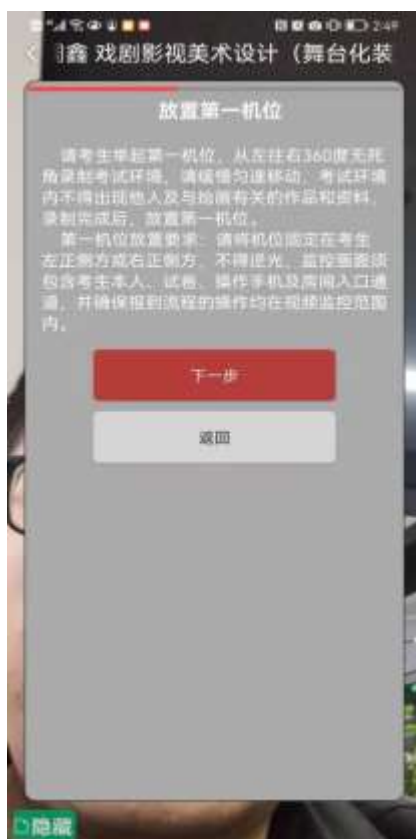 2:49
鑫 戏剧影视美术设计（舞台化装
放置第一机位
请考生举起第一机位，从左往右360度无死
角录制考试环境，请缓慢匀速移动，考试环境
内不得出现他人及与绘画有关的作品和资料，
录制完成后，放置第一机位。
第一机位放置要求：请将机位固定在考生
左正侧方或右正侧方，不得逆光，监控画面须
包含考生本人、试卷、操作手机及房间入口通
道，并确保报到流程的操作均在视频监控范围
内。
下一步
返回
隐藏